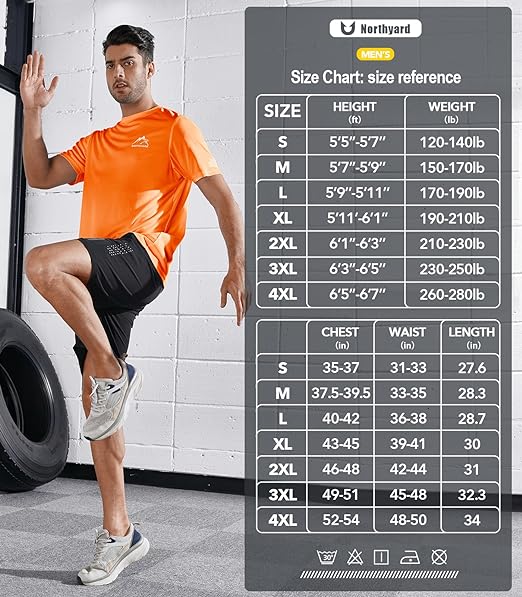 Northyard
MEN'S
Size Chart: size reference
SIZE HEIGHT (ft) WEIGHT (lb)
S 5'5”-5'7” 120-140lb
M 5'7”-5'9” 150-170lb
L 5'9”-5'11” 170-190lb
XL 5'11'-6'1” 190-210lb
2XL 6'1”-6'3” 210-230lb
3XL 6'3”-6'5” 230-250lb
4XL 6'5”-6'7” 260-280lb
CHEST (in) WAIST (in) LENGTH (in)
S 35-37 31-33 27.6
M 37.5-39.5 33-35 28.3
L 40-42 36-38 28.7
XL 43-45 39-41 30
2XL 46-48 42-44 31
3XL 49-51 45-48 32.3
4XL 52-54 48-50 34
30°